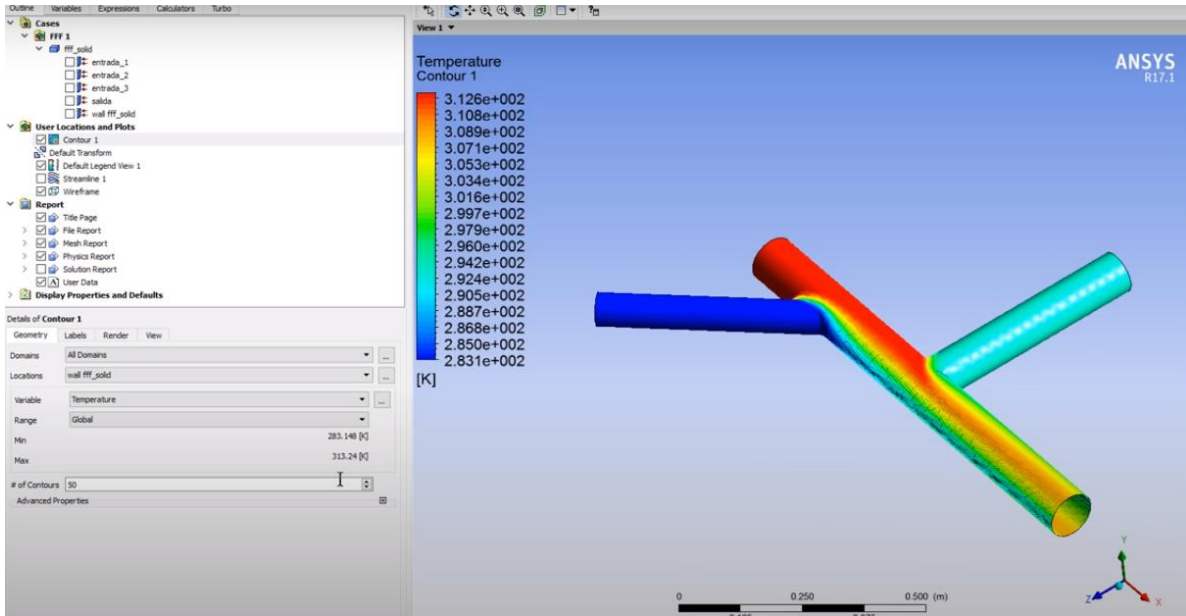 Outline Variables Expressions Calculators Turbo
Cases
FFF 1
fff_solid
entrada_1
entrada_2
entrada_3
salida
wall fff_solid
User Locations and Plots
Contour 1
Default Transform
Default Legend View 1
Streamline 1
Wireframe
Report
Title Page
File Report
Mesh Report
Physics Report
Solution Report
User Data
Display Properties and Defaults
Details of Contour 1
Geometry Labels Render View
Domains All Domains ...
Locations wall fff_solid ...
Variable Temperature ...
Range Global
Min 283.148 [K]
Max 313.24 [K]
# of Contours 50
Advanced Properties
View 1
Temperature
Contour 1
3.126e+002
3.108e+002
3.089e+002
3.071e+002
3.053e+002
3.034e+002
3.016e+002
2.997e+002
2.979e+002
2.960e+002
2.942e+002
2.924e+002
2.905e+002
2.887e+002
2.868e+002
2.850e+002
2.831e+002
[K]
ANSYS
R17.1
0 0.250 0.500 (m)
Y
Z X